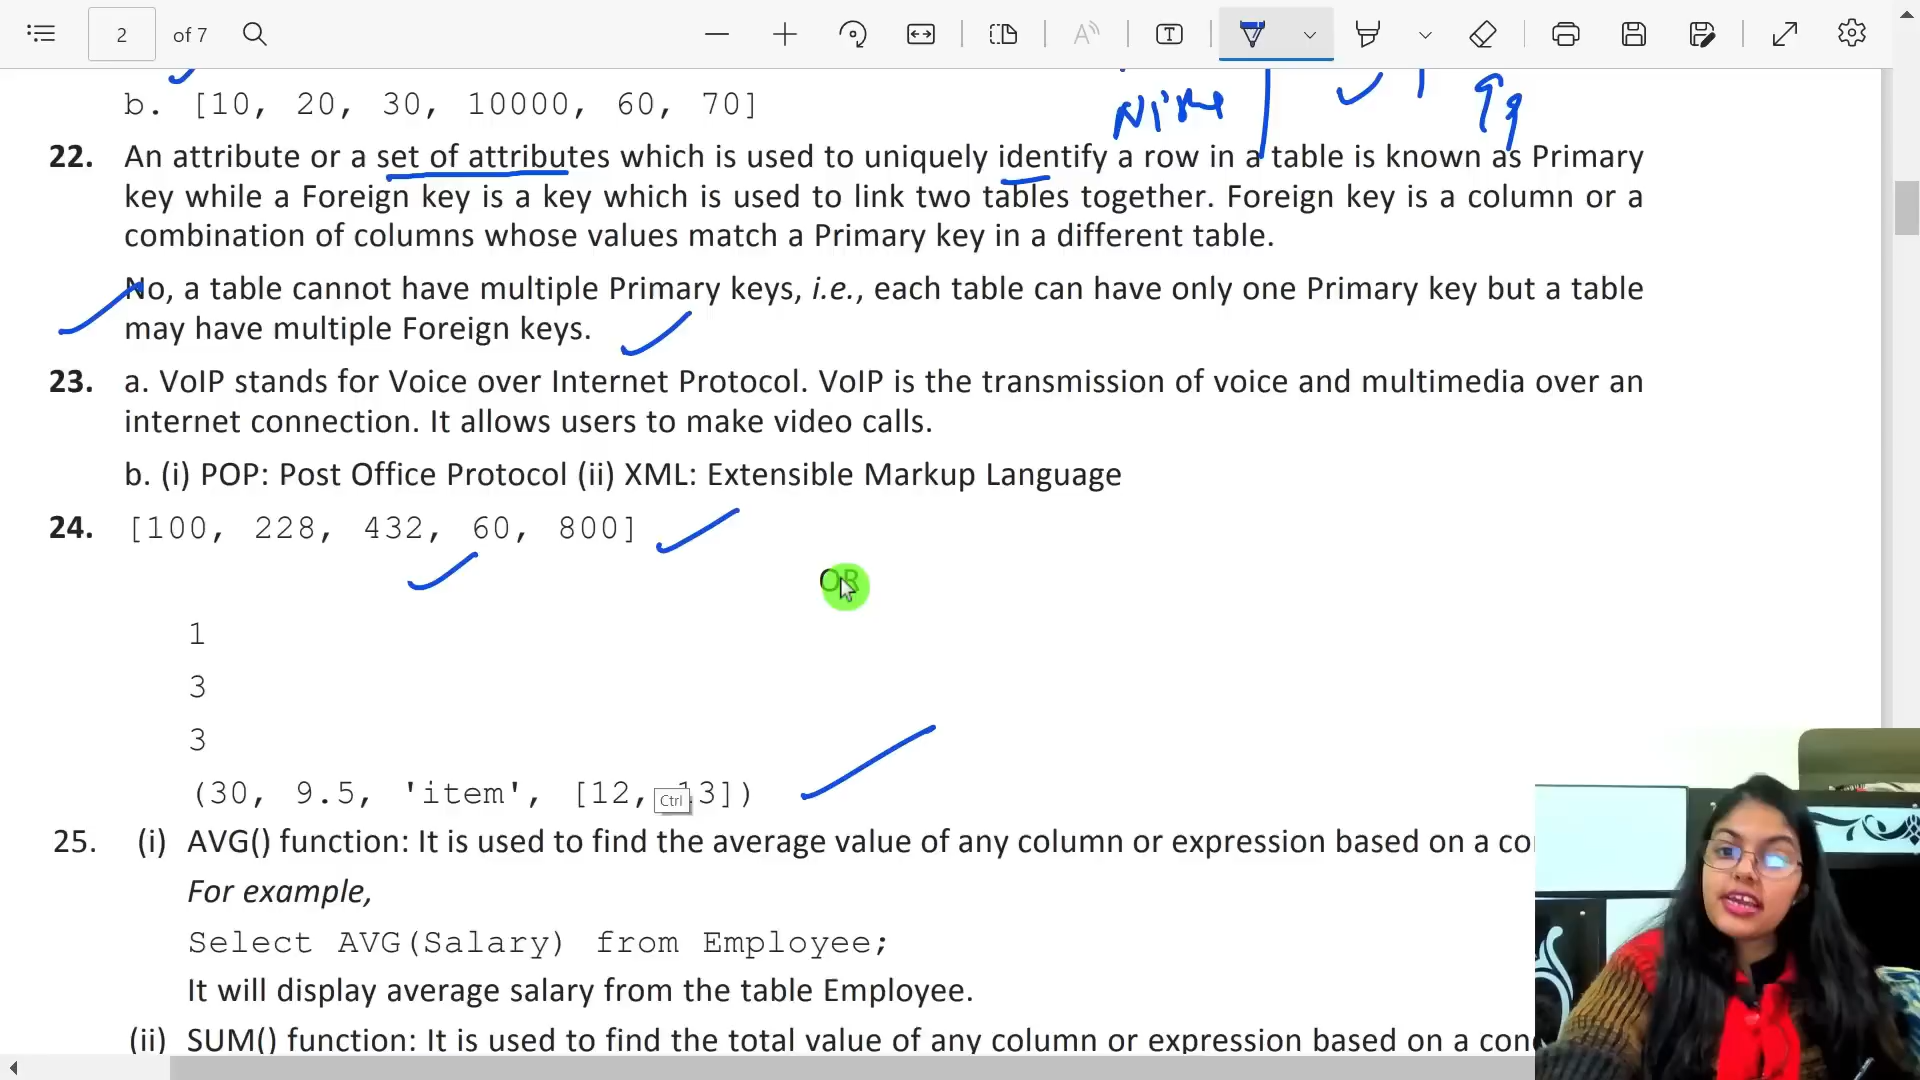 2 of 7
b. [10, 20, 30, 10000, 60, 70]
22. An attribute or a set of attributes which is used to uniquely identify a row in a table is known as Primary
key while a Foreign key is a key which is used to link two tables together. Foreign key is a column or a
combination of columns whose values match a Primary key in a different table.
No, a table cannot have multiple Primary keys, i.e., each table can have only one Primary key but a table
may have multiple Foreign keys.
23. a. VoIP stands for Voice over Internet Protocol. VoIP is the transmission of voice and multimedia over an
internet connection. It allows users to make video calls.
b. (i) POP: Post Office Protocol (ii) XML: Extensible Markup Language
24. [100, 228, 432, 60, 800]
OR
1
3
3
(30, 9.5, 'item', [12, 13])
Ctrl
25. (i) AVG() function: It is used to find the average value of any column or expression based on a
For example,
Select AVG(Salary) from Employee;
It will display average salary from the table Employee.
(ii) SUM() function: It is used to find the total value of any column or expression based on a